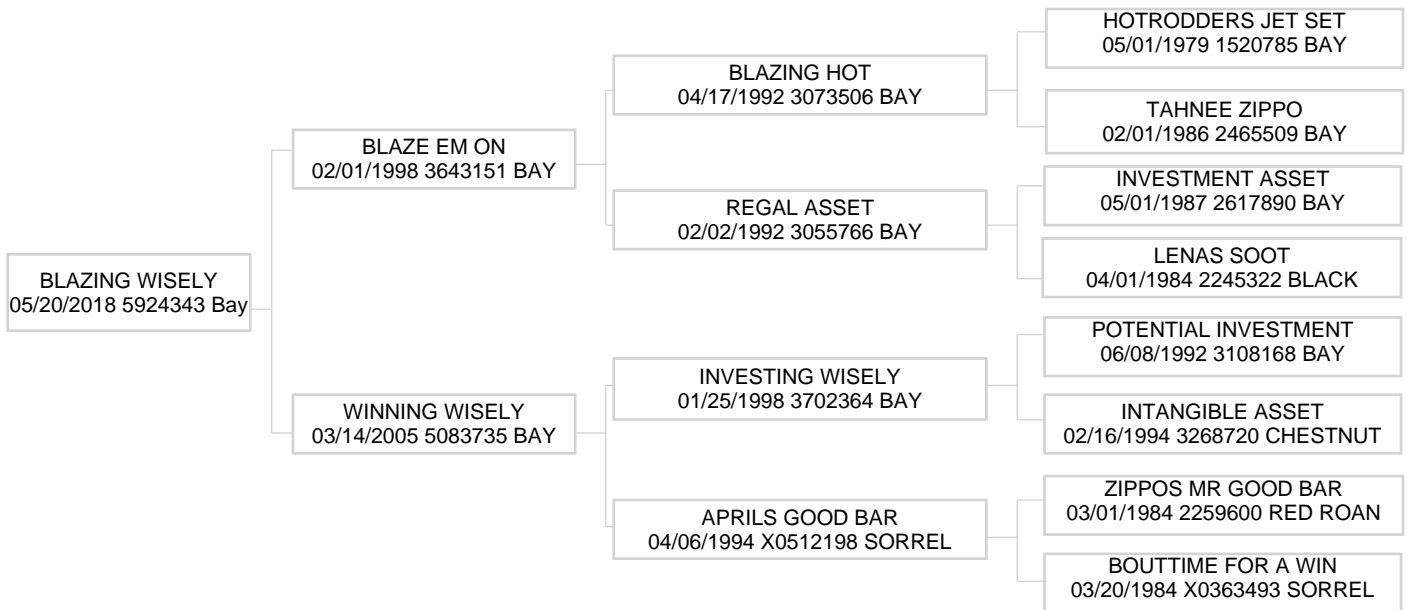 HOTRODDERS JET SET
05/01/1979 1520785 BAY
BLAZING HOT
04/17/1992 3073506 BAY
TAHNEE ZIPPO
02/01/1986 2465509 BAY
BLAZE EM ON
02/01/1998 3643151 BAY
INVESTMENT ASSET
05/01/1987 2617890 BAY
REGAL ASSET
02/02/1992 3055766 BAY
LENAS SOOT
04/01/1984 2245322 BLACK
BLAZING WISELY
05/20/2018 5924343 Bay
POTENTIAL INVESTMENT
06/08/1992 3108168 BAY
INVESTING WISELY
01/25/1998 3702364 BAY
INTANGIBLE ASSET
02/16/1994 3268720 CHESTNUT
WINNING WISELY
03/14/2005 5083735 BAY
ZIPPOS MR GOOD BAR
03/01/1984 2259600 RED ROAN
APRILS GOOD BAR
04/06/1994 X0512198 SORREL
BOUTTIME FOR A WIN
03/20/1984 X0363493 SORREL